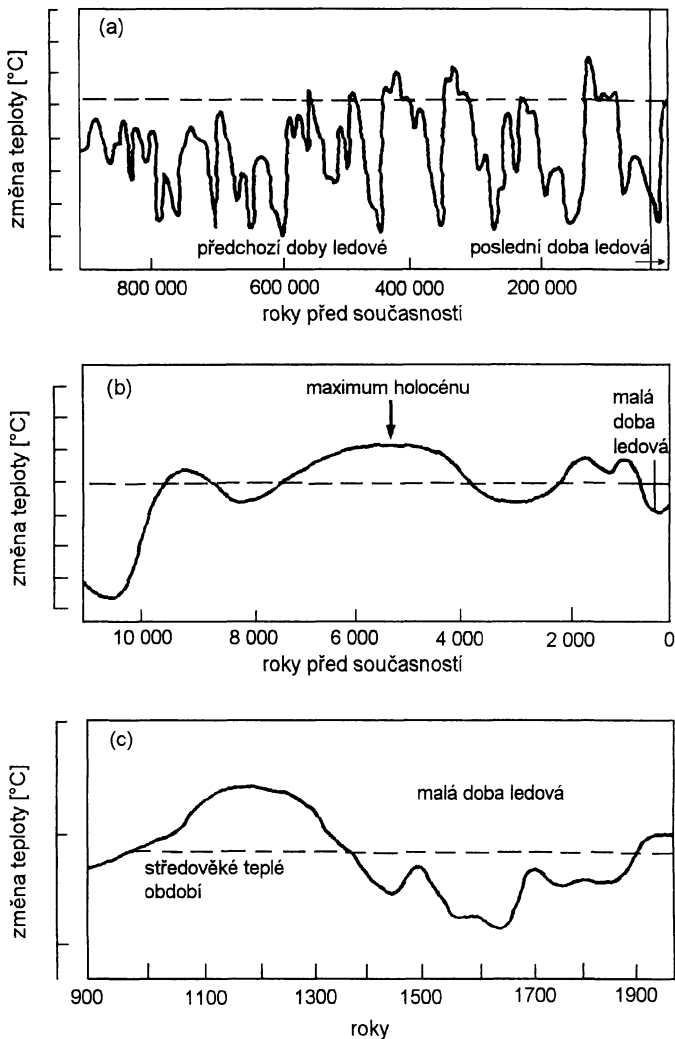 (a)
změna teploty [°C]
předchozí doby ledové
poslední doba ledová
800 000
600 000
400 000
200 000
roky před současností
(b)
změna teploty [°C]
maximum holocénu
malá
doba
ledová
10 000
8 000
6 000
4 000
2 000
0
roky před současností
(c)
změna teploty [°C]
malá doba ledová
středověké teplé
období
900
1100
1300
1500
1700
1900
roky